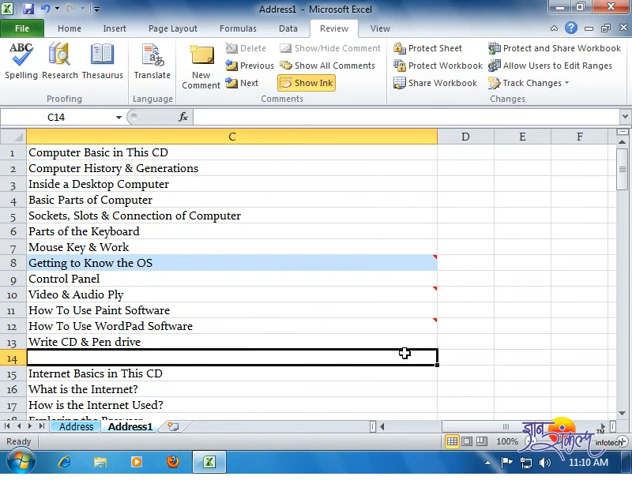 Address1 - Microsoft Excel
File Home Insert Page Layout Formulas Data Review View
ABC
Spelling Research Thesaurus
Proofing
Translate
Language
New Comment
Delete
Previous
Next
Show/Hide Comment
Show All Comments
Show Ink
Comments
Protect Sheet
Protect Workbook
Share Workbook
Protect and Share Workbook
Allow Users to Edit Ranges
Track Changes
Changes
C14 fx
C D E F
1 Computer Basic in This CD
2 Computer History & Generations
3 Inside a Desktop Computer
4 Basic Parts of Computer
5 Sockets, Slots & Connection of Computer
6 Parts of the Keyboard
7 Mouse Key & Work
8 Getting to Know the OS
9 Control Panel
10 Video & Audio Ply
11 How To Use Paint Software
12 How To Use WordPad Software
13 Write CD & Pen drive
14
15 Internet Basics in This CD
16 What is the Internet?
17 How is the Internet Used?
18 Exploring the Browser
Address Address1
Ready 100%
ज्ञान संकल्प
infotech
11:10 AM